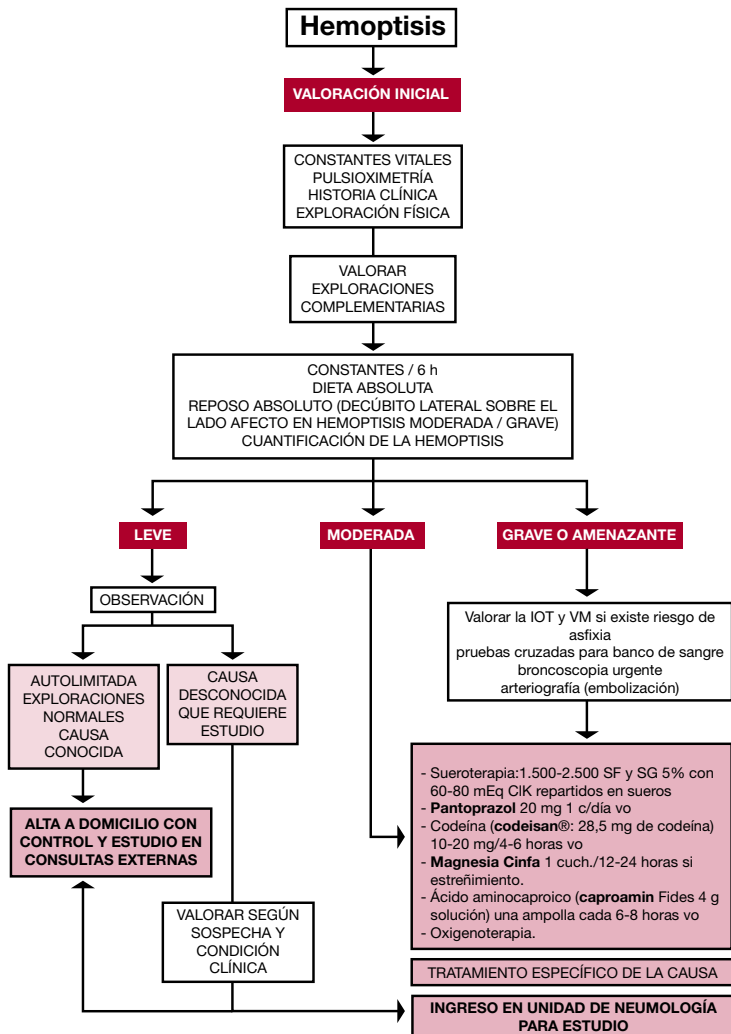 Hemoptisis
VALORACIÓN INICIAL
CONSTANTES VITALES
PULSIOXIMETRÍA
HISTORIA CLÍNICA
EXPLORACIÓN FÍSICA
VALORAR
EXPLORACIONES
COMPLEMENTARIAS
CONSTANTES / 6 h
DIETA ABSOLUTA
REPOSO ABSOLUTO (DECÚBITO LATERAL SOBRE EL
LADO AFECTO EN HEMOPTISIS MODERADA / GRAVE)
CUANTIFICACIÓN DE LA HEMOPTISIS
LEVE
MODERADA
GRAVE O AMENAZANTE
OBSERVACIÓN
AUTOLIMITADA
EXPLORACIONES
NORMALES
CAUSA
CONOCIDA
CAUSA
DESCONOCIDA
QUE REQUIERE
ESTUDIO
Valorar la IOT y VM si existe riesgo de
asfixia
pruebas cruzadas para banco de sangre
broncoscopia urgente
arteriografía (embolización)
ALTA A DOMICILIO CON
CONTROL Y ESTUDIO EN
CONSULTAS EXTERNAS
VALORAR SEGÚN
SOSPECHA Y
CONDICIÓN
CLÍNICA
- Sueroterapia:1.500-2.500 SF y SG 5% con
60-80 mEq ClK repartidos en sueros
- Pantoprazol 20 mg 1 c/día vo
- Codeína (codeisan®: 28,5 mg de codeína)
10-20 mg/4-6 horas vo
- Magnesia Cinfa 1 cuch./12-24 horas si
estreñimiento.
- Ácido aminocaproico (caproamin Fides 4 g
solución) una ampolla cada 6-8 horas vo
- Oxigenoterapia.
TRATAMIENTO ESPECÍFICO DE LA CAUSA
INGRESO EN UNIDAD DE NEUMOLOGÍA
PARA ESTUDIO